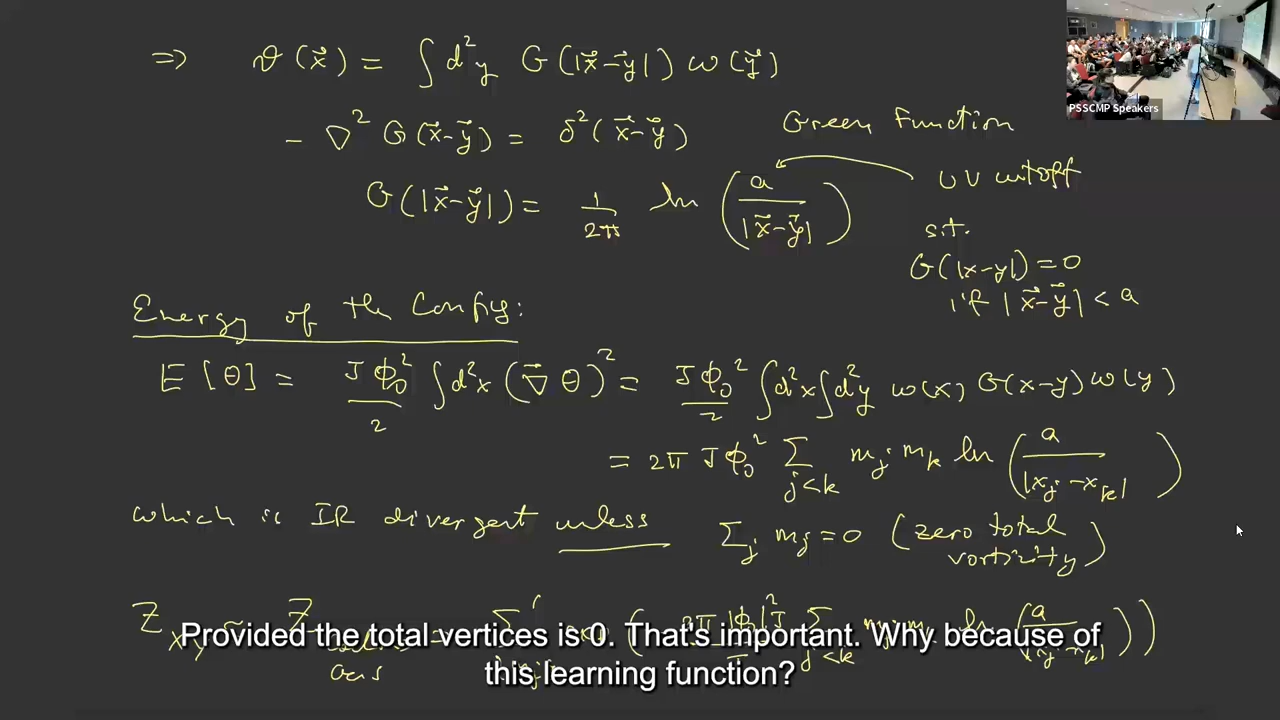 PSSCMP Speakers
=> ϑ(x⃗) = ∫d²y G(|x⃗-y⃗|) ω(y⃗)
-∇² G(x⃗-y⃗) = δ²(x⃗-y⃗) Green Function
G(|x⃗-y⃗|) = 1/2π ln (a/|x⃗-y⃗|) UV cutoff
s.t.
G(|x-y|)=0
if |x⃗-y⃗| < a
Energy of the Config:
E[θ] = Jϕ₀²/2 ∫d²x (∇⃗θ)² = Jϕ₀²/2 ∫d²x∫d²y ω(x) G(x-y) ω(y)
= 2π Jϕ₀² Σ_{j<k} m_j m_k ln (a/|x_j-x_k|)
which is IR divergent unless Σ_j m_j = 0 (zero total vorticity)
Provided the total vertices is 0. That's important. Why because of
this learning function?